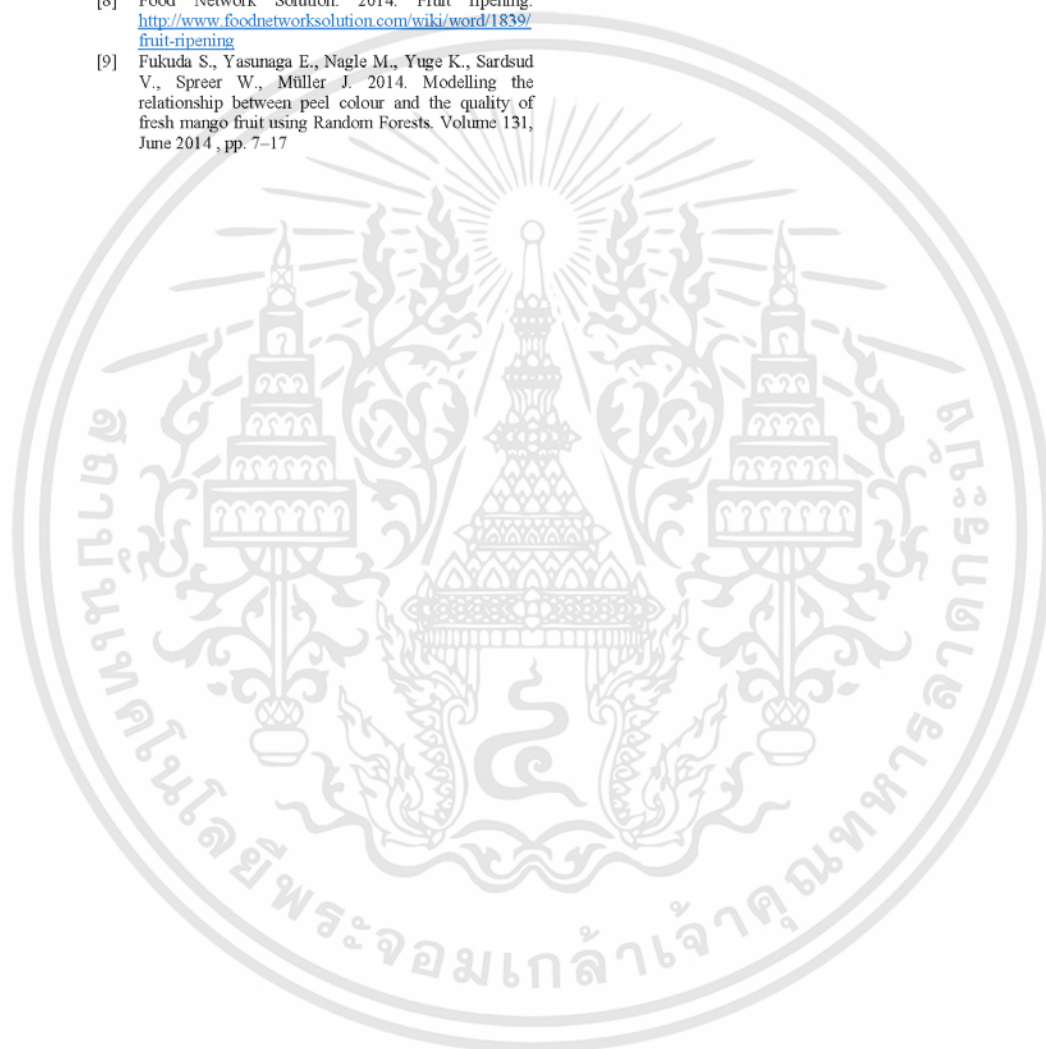 [8] Food Network Solution. 2014. Fruit ripening.
http://www.foodnetworksolution.com/wiki/word/1839/
fruit-ripening
[9] Fukuda S., Yasunaga E., Nagle M., Yuge K., Sardsud
V., Spreer W., Müller J. 2014. Modelling the
relationship between peel colour and the quality of
fresh mango fruit using Random Forests. Volume 131,
June 2014 , pp. 7–17
๔
สถาบันเทคโนโลยีพระจอมเกล้าเจ้าคุณทหารลาดกระบัง